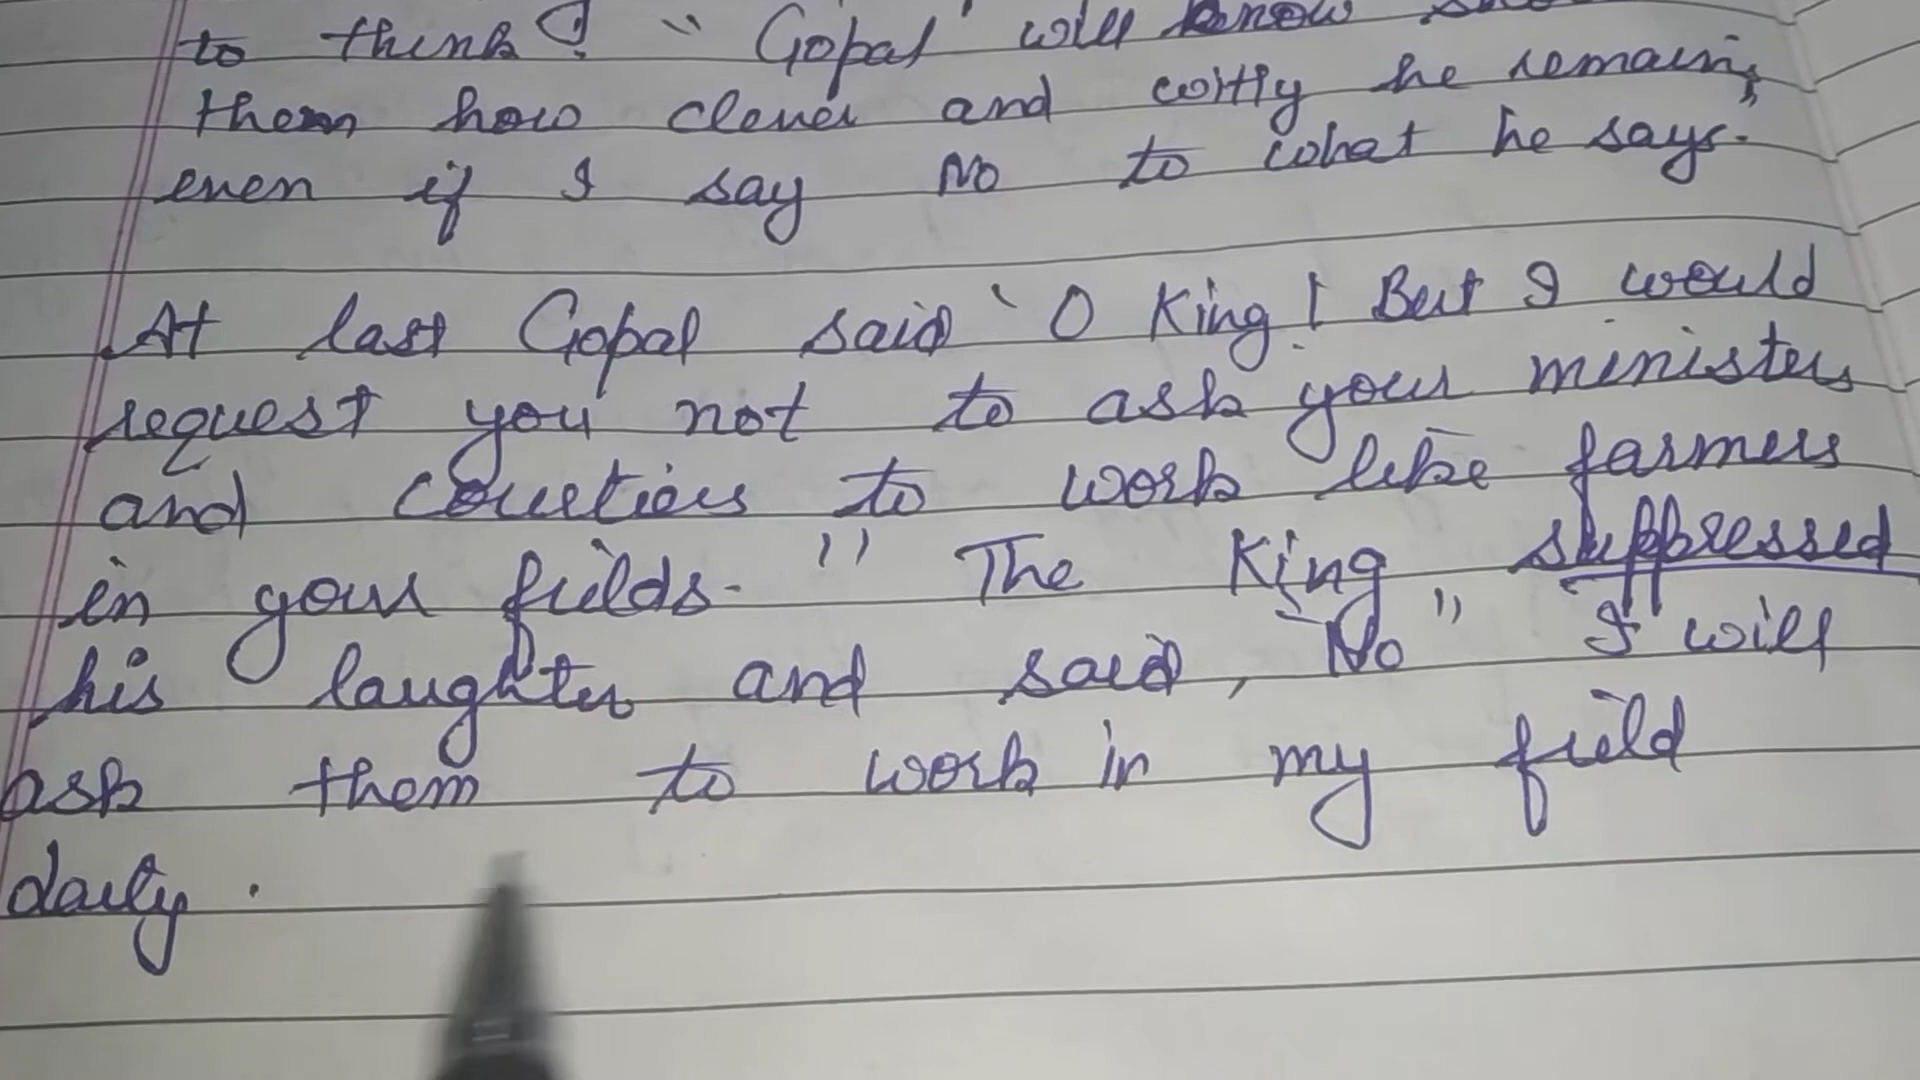 to think! " Gopal will know
them how clever and witty he remains,
even if I say No to what he says.
At last Gopal said ' O King! But I would
request you not to ask your ministers
and courtiers to work like farmers
in your fields. " The King suppressed
his laughter and said, "No" I will
ask them to work in my field
daily.